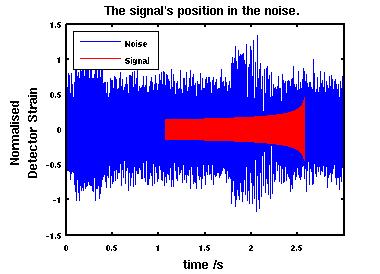 The signal's position in the noise.
1.5
1
0.5
0
-0.5
-1
-1.5
Normalised
Detector Strain
Noise
Signal
0
0.5
1
1.5
2
2.5
time /s